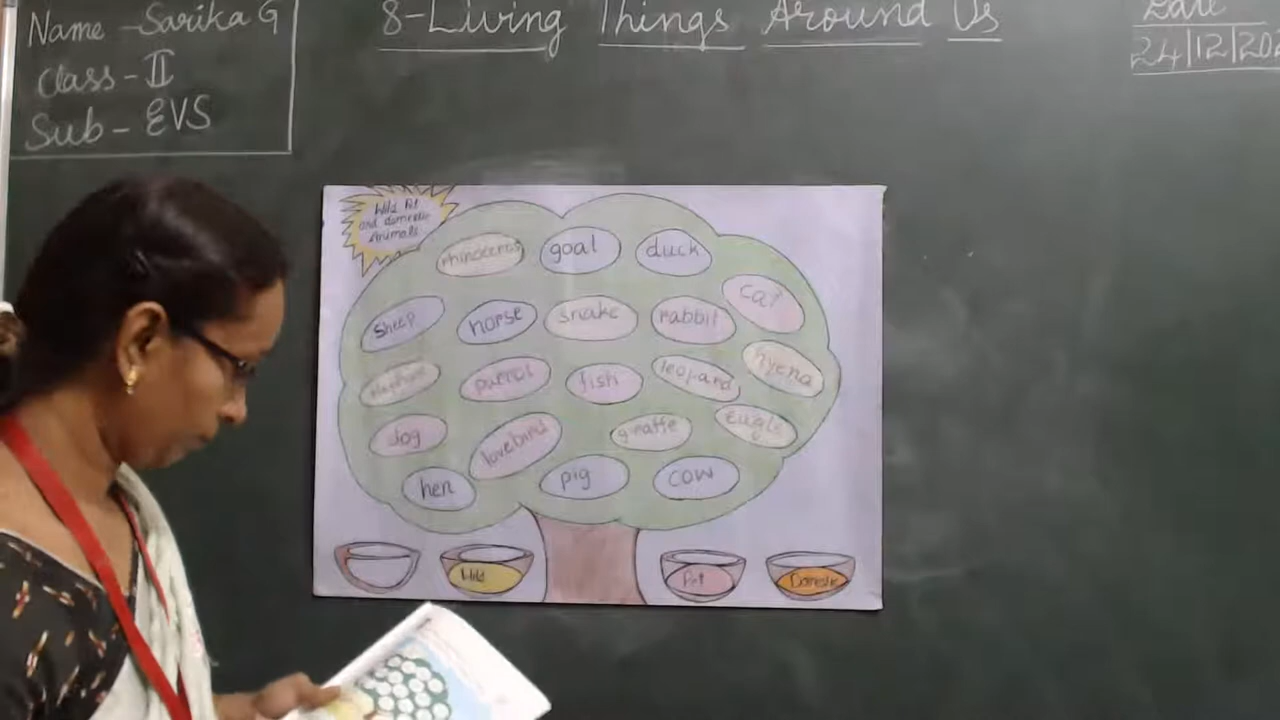 Name - Sarika G
Class - II
Sub - EVS
8-Living Things Around Us
Date
24/12/202
Wild Pet
and domestic
Animals
rhinoceros goat duck
cat
sheep horse snake rabbit
hyena
elephant parrot fish leopard
Eagle
dog lovebird giraffe
hen pig cow
Wild Pet Domestic